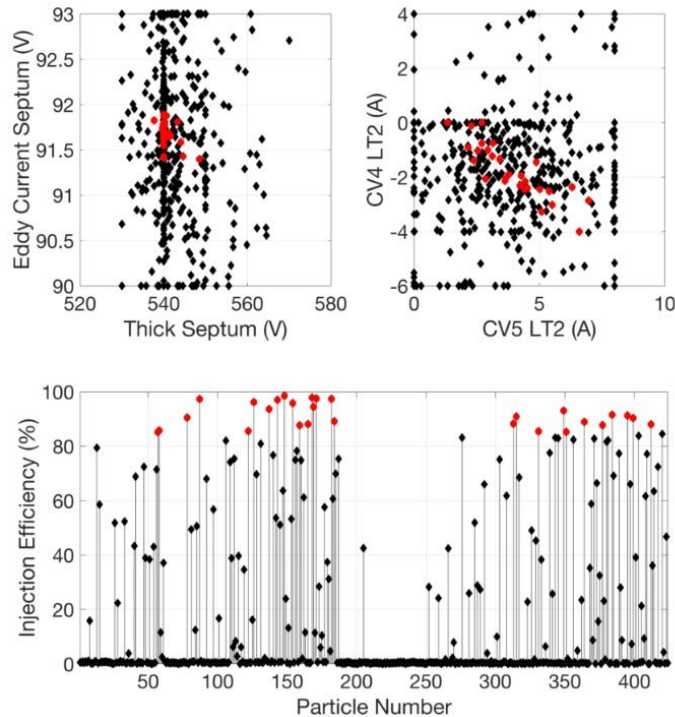 93
92.5
92
91.5
91
90.5
90
520 540 560 580
Thick Septum (V)
Eddy Current Septum (V)
4
2
0
-2
-4
-6
0 5 10
CV5 LT2 (A)
CV4 LT2 (A)
100
80
60
40
20
0
50 100 150 200 250 300 350 400
Particle Number
Injection Efficiency (%)